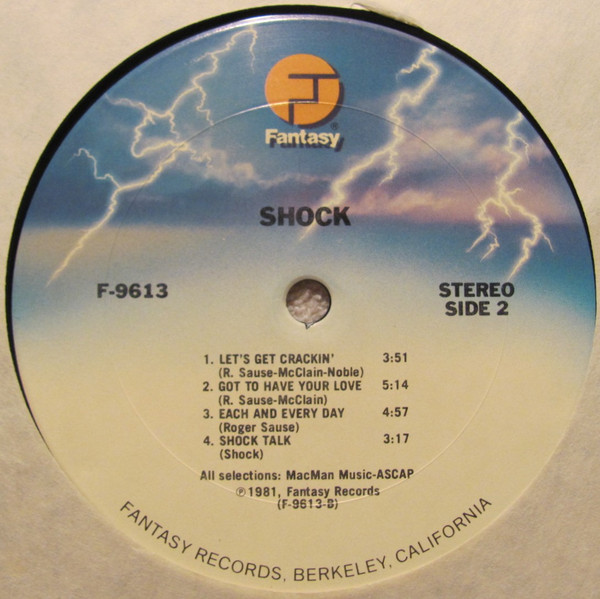 Fantasy
SHOCK
F-9613
STEREO
SIDE 2
1. LET'S GET CRACKIN' 3:51
(R. Sause-McClain-Noble)
2. GOT TO HAVE YOUR LOVE 5:14
(R. Sause-McClain)
3. EACH AND EVERY DAY 4:57
(Roger Sause)
4. SHOCK TALK 3:17
(Shock)
All selections: MacMan Music-ASCAP
℗ 1981, Fantasy Records
(F-9613-B)
FANTASY RECORDS, BERKELEY, CALIFORNIA